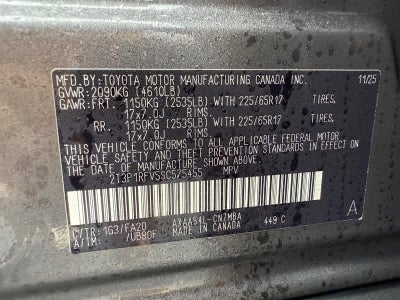 MFD.BY:TOYOTA MOTOR MANUFACTURING CANADA INC. 11/25
GVWR:2090KG (4610LB)
GAWR:FRT. 1150KG (2535LB)WITH 225/65R17 TIRES,
17x7.0J
RR. 1150KG (2535LB)WITH 225/65R17 TIRES,
17x7.0J
THIS VEHICLE CONFORMS TO ALL APPLICABLE FEDERAL MOTOR
VEHICLE SAFETY, BUMPER, AND THEFT PREVENTION STANDARDS IN
EFFECT ON THE DATE OF MANUFACTURE SHOWN ABOVE.
2T3P1RFV5SC575455 MPV
C/TR:1G3/FA20 AXAA54L-CNZMBA 449 C
A/TM: /UB80F MADE IN CANADA A